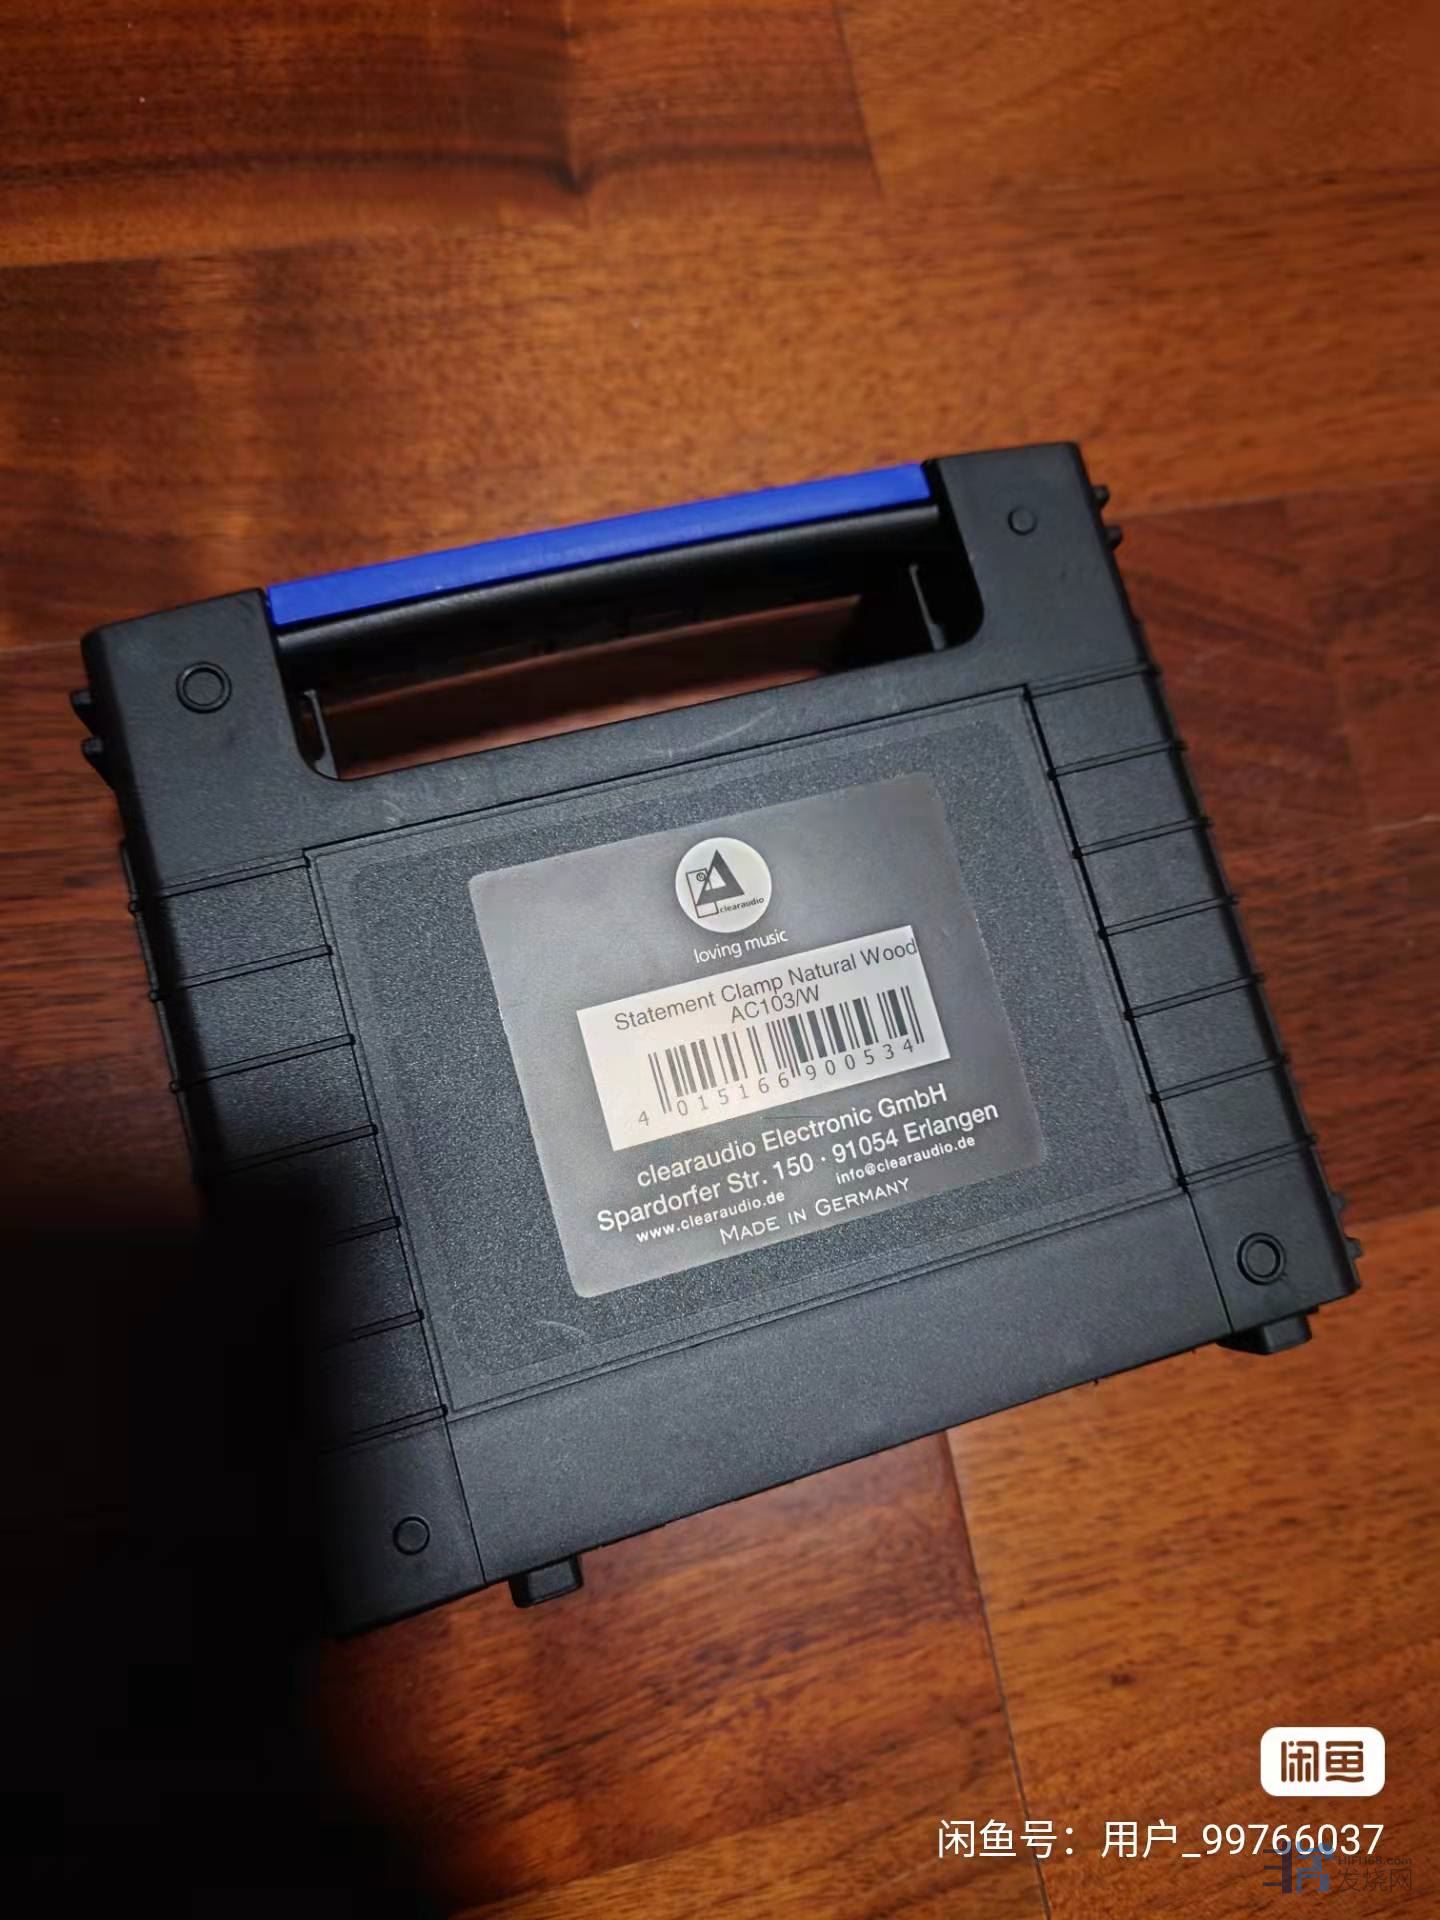 clearaudio
loving music
Statement Clamp Natural Wood
AC103/W
4 015166 900534
clearaudio Electronic GmbH
Spardorfer Str. 150 · 91054 Erlangen
www.clearaudio.de info@clearaudio.de
MADE IN GERMANY
闲鱼
闲鱼号：用户_99766037
HIFI168.com
发烧网